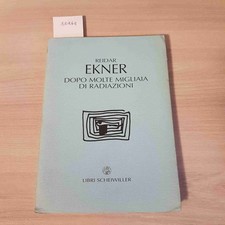 REIDAR
EKNER
DOPO MOLTE MIGLIAIA
DI RADIAZIONI
LIBRI SCHEIWILLER